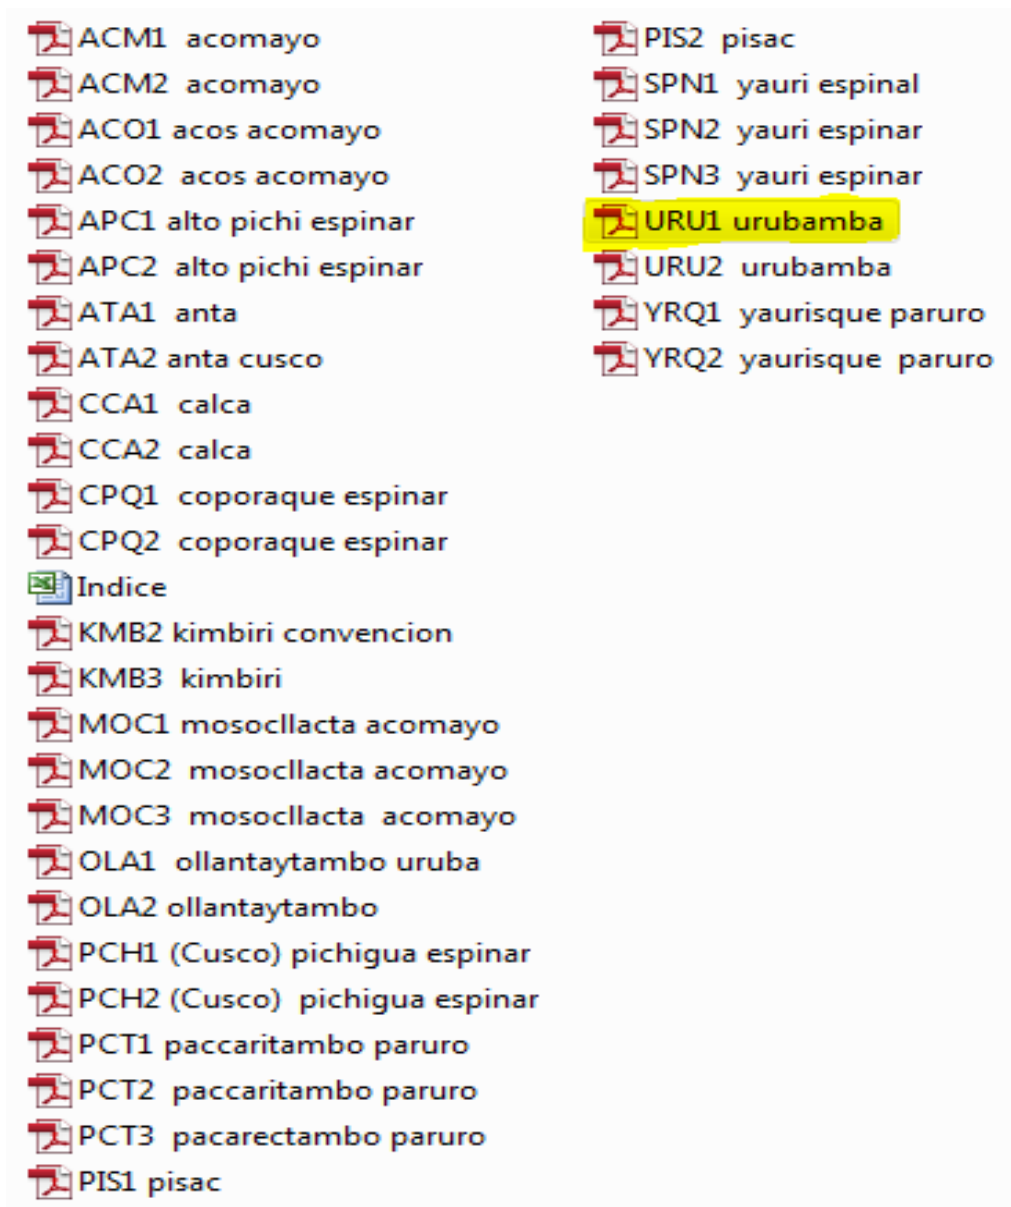 ACM1  acomayo
ACM2  acomayo
ACO1 acos acomayo
ACO2  acos acomayo
APC1 alto pichi espinar
APC2  alto pichi espinar
ATA1  anta
ATA2 anta cusco
CCA1  calca
CCA2  calca
CPQ1  coporaque espinar
CPQ2  coporaque espinar
Indice
KMB2 kimbiri convencion
KMB3  kimbiri
MOC1 mosocllacta acomayo
MOC2  mosocllacta acomayo
MOC3  mosocllacta  acomayo
OLA1  ollantaytambo uruba
OLA2 ollantaytambo
PCH1 (Cusco) pichigua espinar
PCH2 (Cusco)  pichigua espinar
PCT1 paccaritambo paruro
PCT2  paccaritambo paruro
PCT3  pacarectambo paruro
PIS1 pisac
PIS2  pisac
SPN1  yauri espinal
SPN2  yauri espinar
SPN3  yauri espinar
URU1 urubamba
URU2  urubamba
YRQ1  yaurisque paruro
YRQ2  yaurisque  paruro